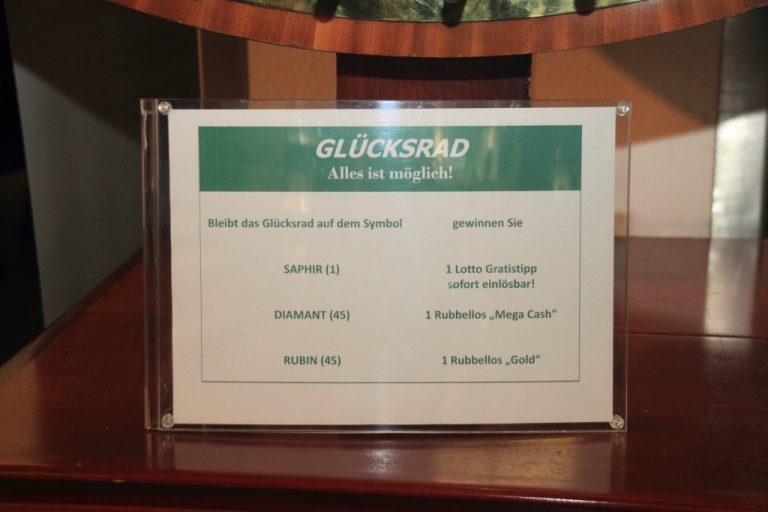 GLÜCKSRAD
Alles ist möglich!
Bleibt das Glücksrad auf dem Symbol gewinnen Sie
SAPHIR (1) 1 Lotto Gratistipp
sofort einlösbar!
DIAMANT (45) 1 Rubbellos „Mega Cash“
RUBIN (45) 1 Rubbellos „Gold“